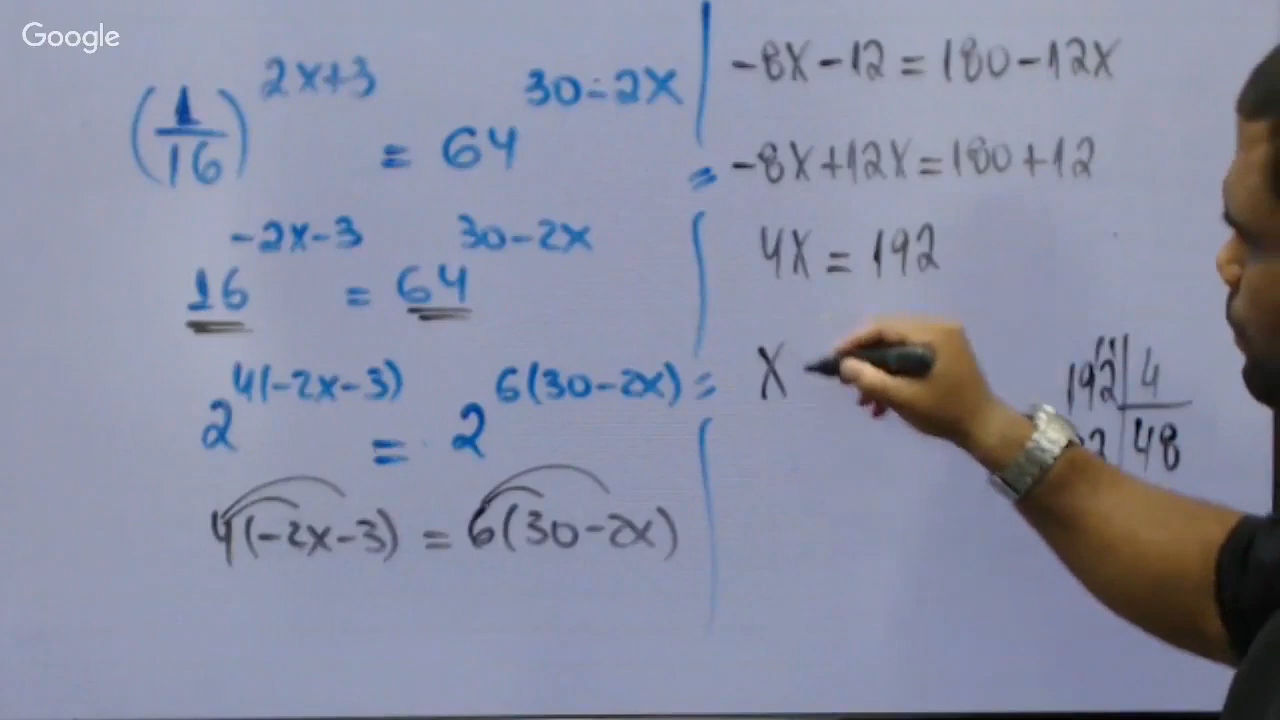 Google
(1/16)^2x+3 = 64^30-2x
16^-2x-3 = 64^30-2x
2^4(-2x-3) = 2^6(30-2x) =
4(-2x-3) = 6(30-2x)
= -8x-12=180-12x
-8x+12x=180+12
4x = 192
x
192 | 4
48